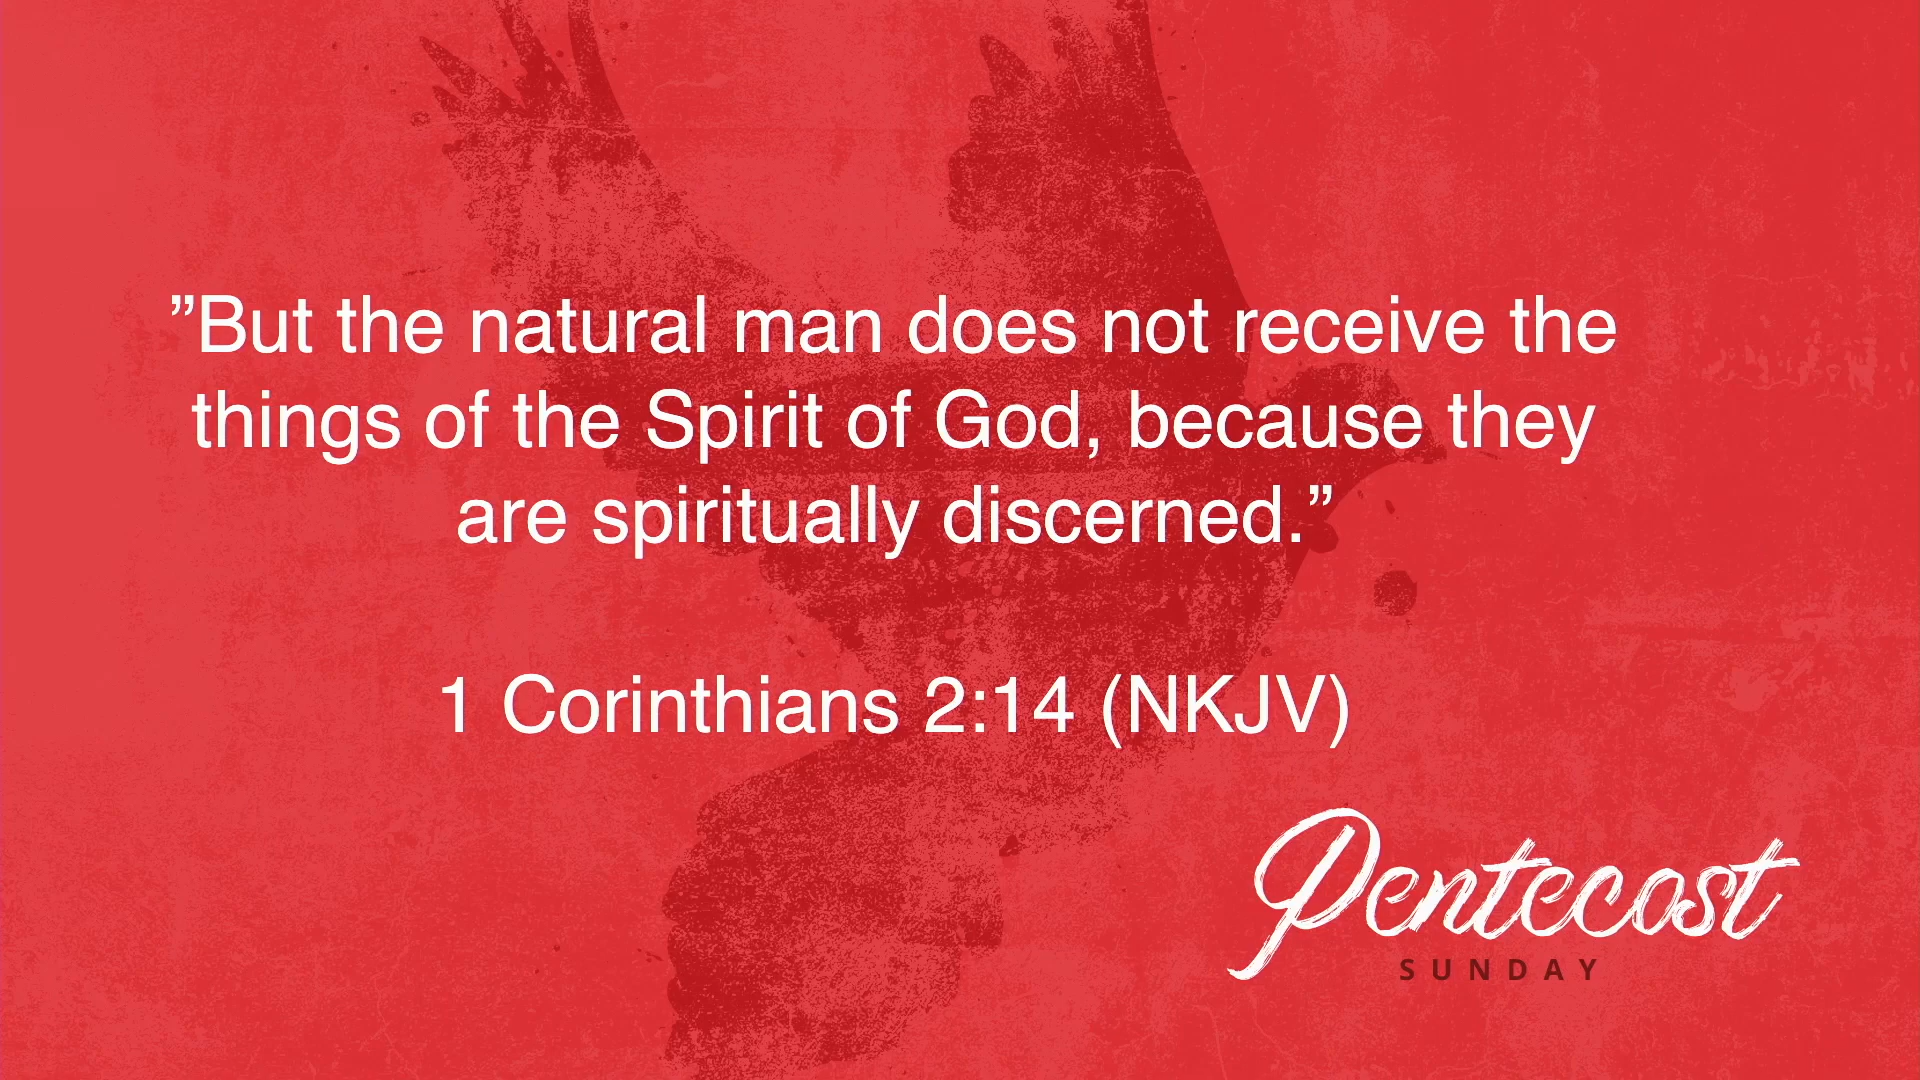 ”But the natural man does not receive the
things of the Spirit of God, because they
are spiritually discerned.”
1 Corinthians 2:14 (NKJV)
Pentecost
SUNDAY